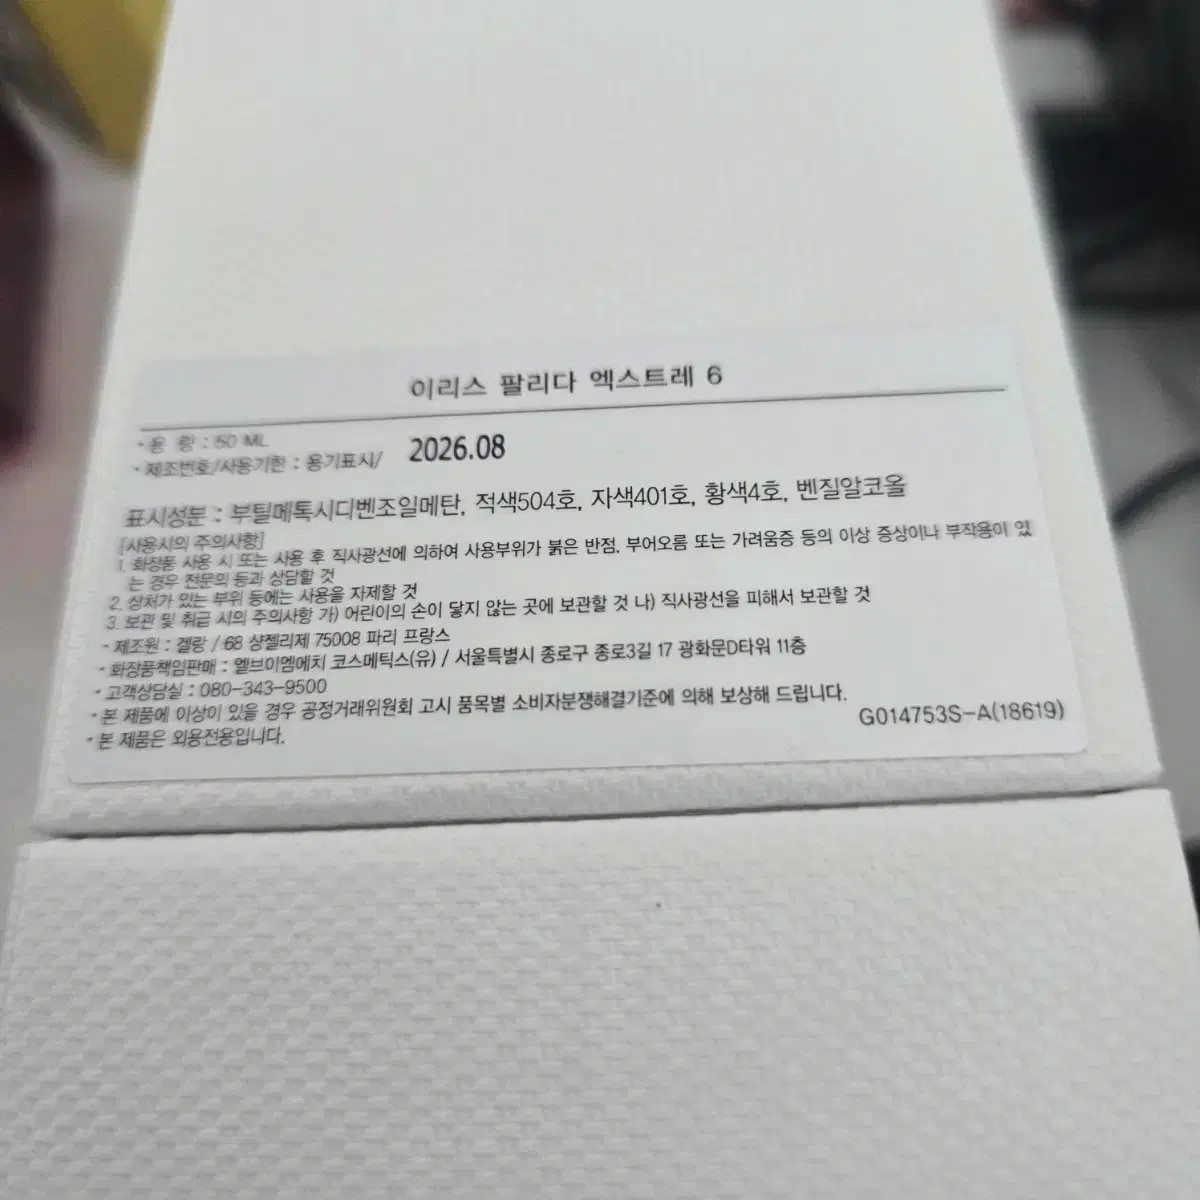 이리스 팔리다 엑스트레 6
• 용 량 : 50 ML
• 제조번호/사용기한 : 용기표시/ 2026.08
표시성분 : 부틸메톡시디벤조일메탄, 적색504호, 자색401호, 황색4호, 벤질알코올
[사용시의 주의사항]
1. 화장품 사용 시 또는 사용 후 직사광선에 의하여 사용부위가 붉은 반점, 부어오름 또는 가려움증 등의 이상 증상이나 부작용이 있
는 경우 전문의 등과 상담할 것
2. 상처가 있는 부위 등에는 사용을 자제할 것
3. 보관 및 취급 시의 주의사항 가) 어린이의 손이 닿지 않는 곳에 보관할 것 나) 직사광선을 피해서 보관할 것
• 제조원 : 겔랑 / 68 샹젤리제 75008 파리 프랑스
• 화장품책임판매 : 엘브이엠에치 코스메틱스(유) / 서울특별시 종로구 종로3길 17 광화문D타워 11층
• 고객상담실 : 080-343-9500
• 본 제품에 이상이 있을 경우 공정거래위원회 고시 품목별 소비자분쟁해결기준에 의해 보상해 드립니다.
• 본 제품은 외용전용입니다.
G014753S-A(18619)